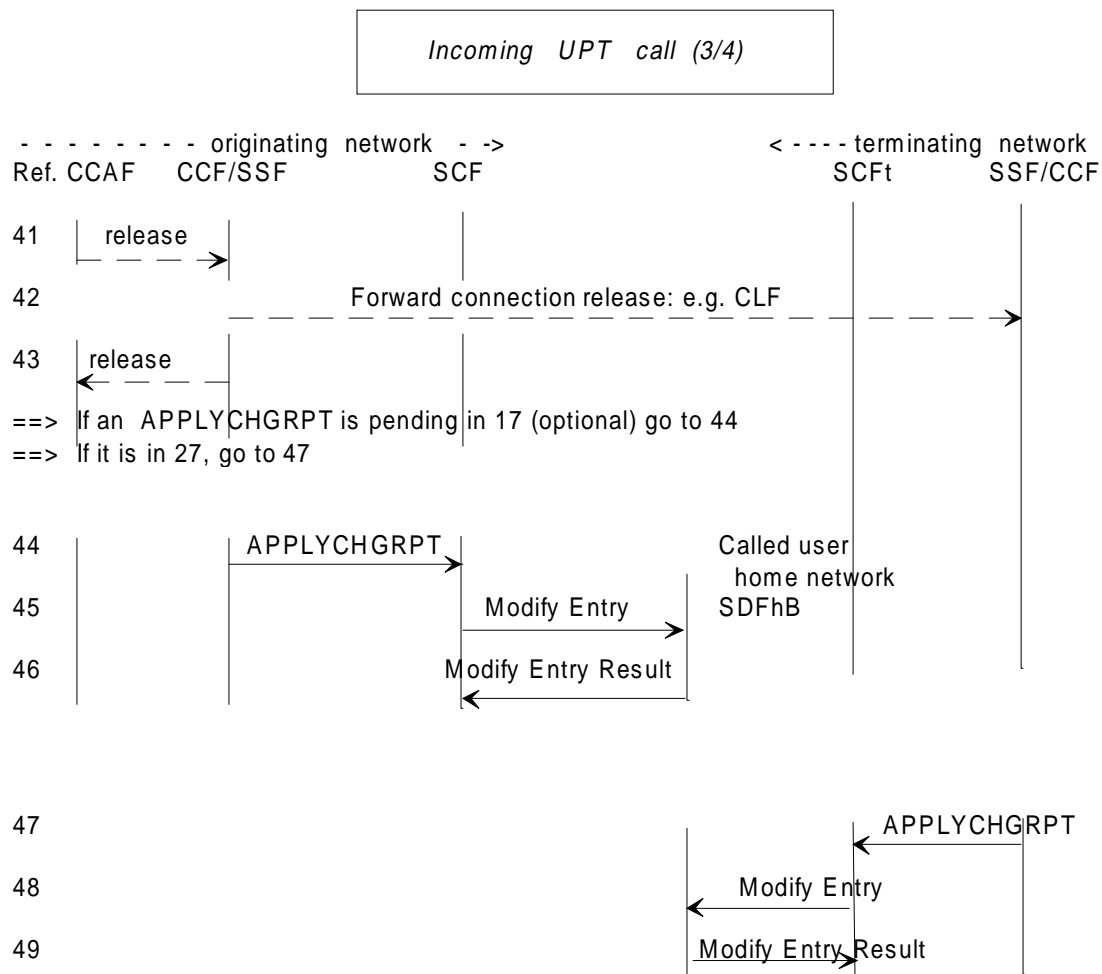 Incoming UPT call (3/4)
- - - - - - - - originating network - -> < - - - - terminating network
Ref. CCAF CCF/SSF SCF SCFt SSF/CCF
41 release
42 Forward connection release: e.g. CLF
43 release
==> If an APPLYCHGRPT is pending in 17 (optional) go to 44
==> If it is in 27, go to 47
44 APPLYCHGRPT Called user
home network
45 Modify Entry SDFhB
46 Modify Entry Result
47 APPLYCHGRPT
48 Modify Entry
49 Modify Entry Result